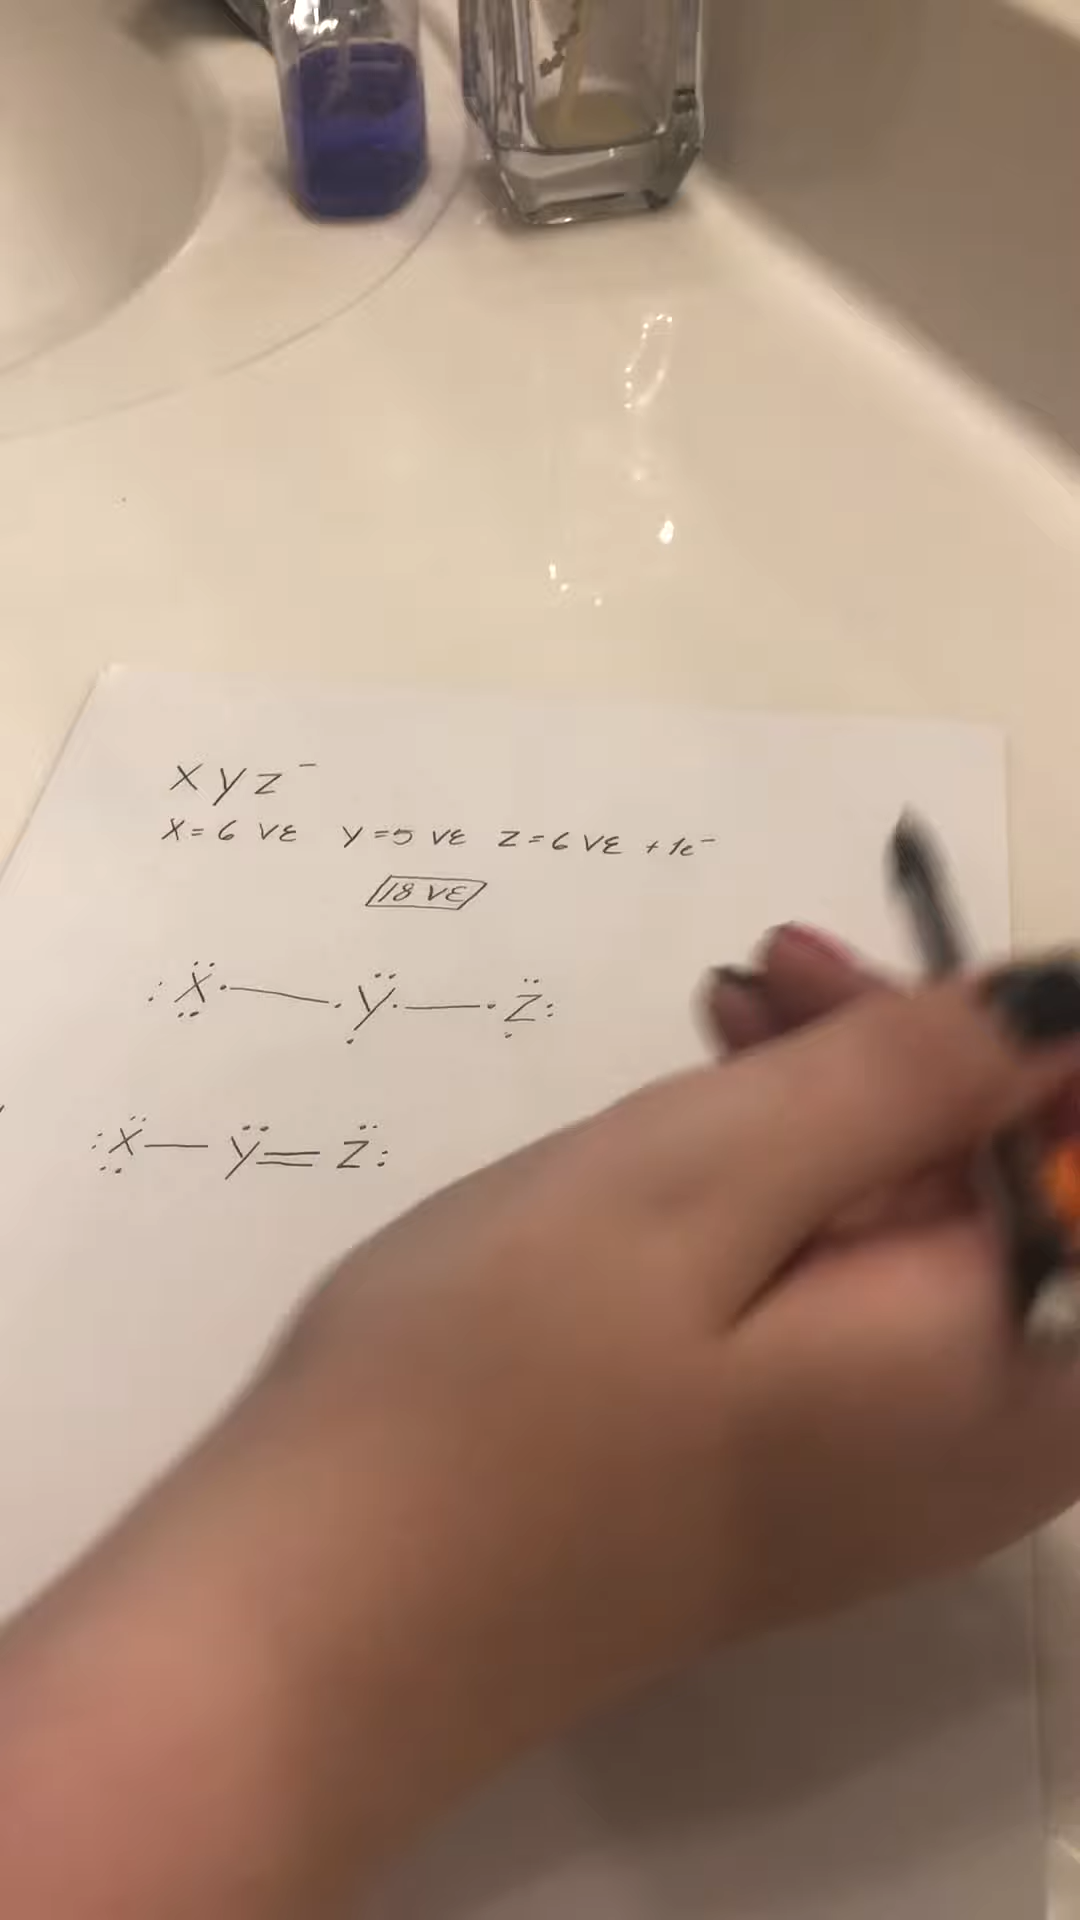 XYZ⁻
X=6 VE Y=5 VE Z=6 VE +1e⁻
18 VE
:Ẍ· — ·Ÿ· — ·Z̈:
:Ẍ — Ÿ = Z̈: